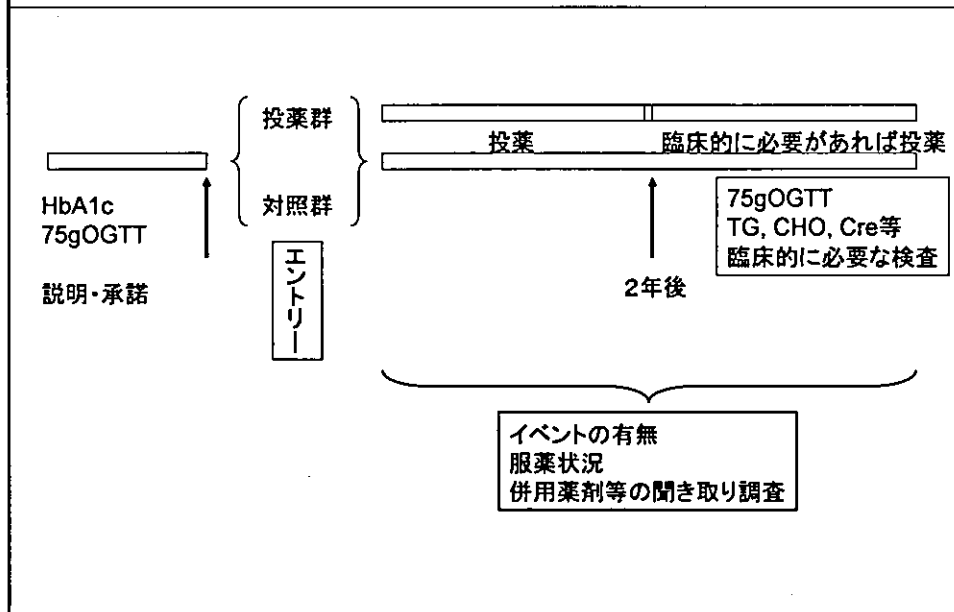 投薬群
対照群
HbA1c
75gOGTT
説明・承諾
エントリー
投薬
臨床的に必要があれば投薬
2年後
75gOGTT
TG, CHO, Cre等
臨床的に必要な検査
イベントの有無
服薬状況
併用薬剤等の聞き取り調査